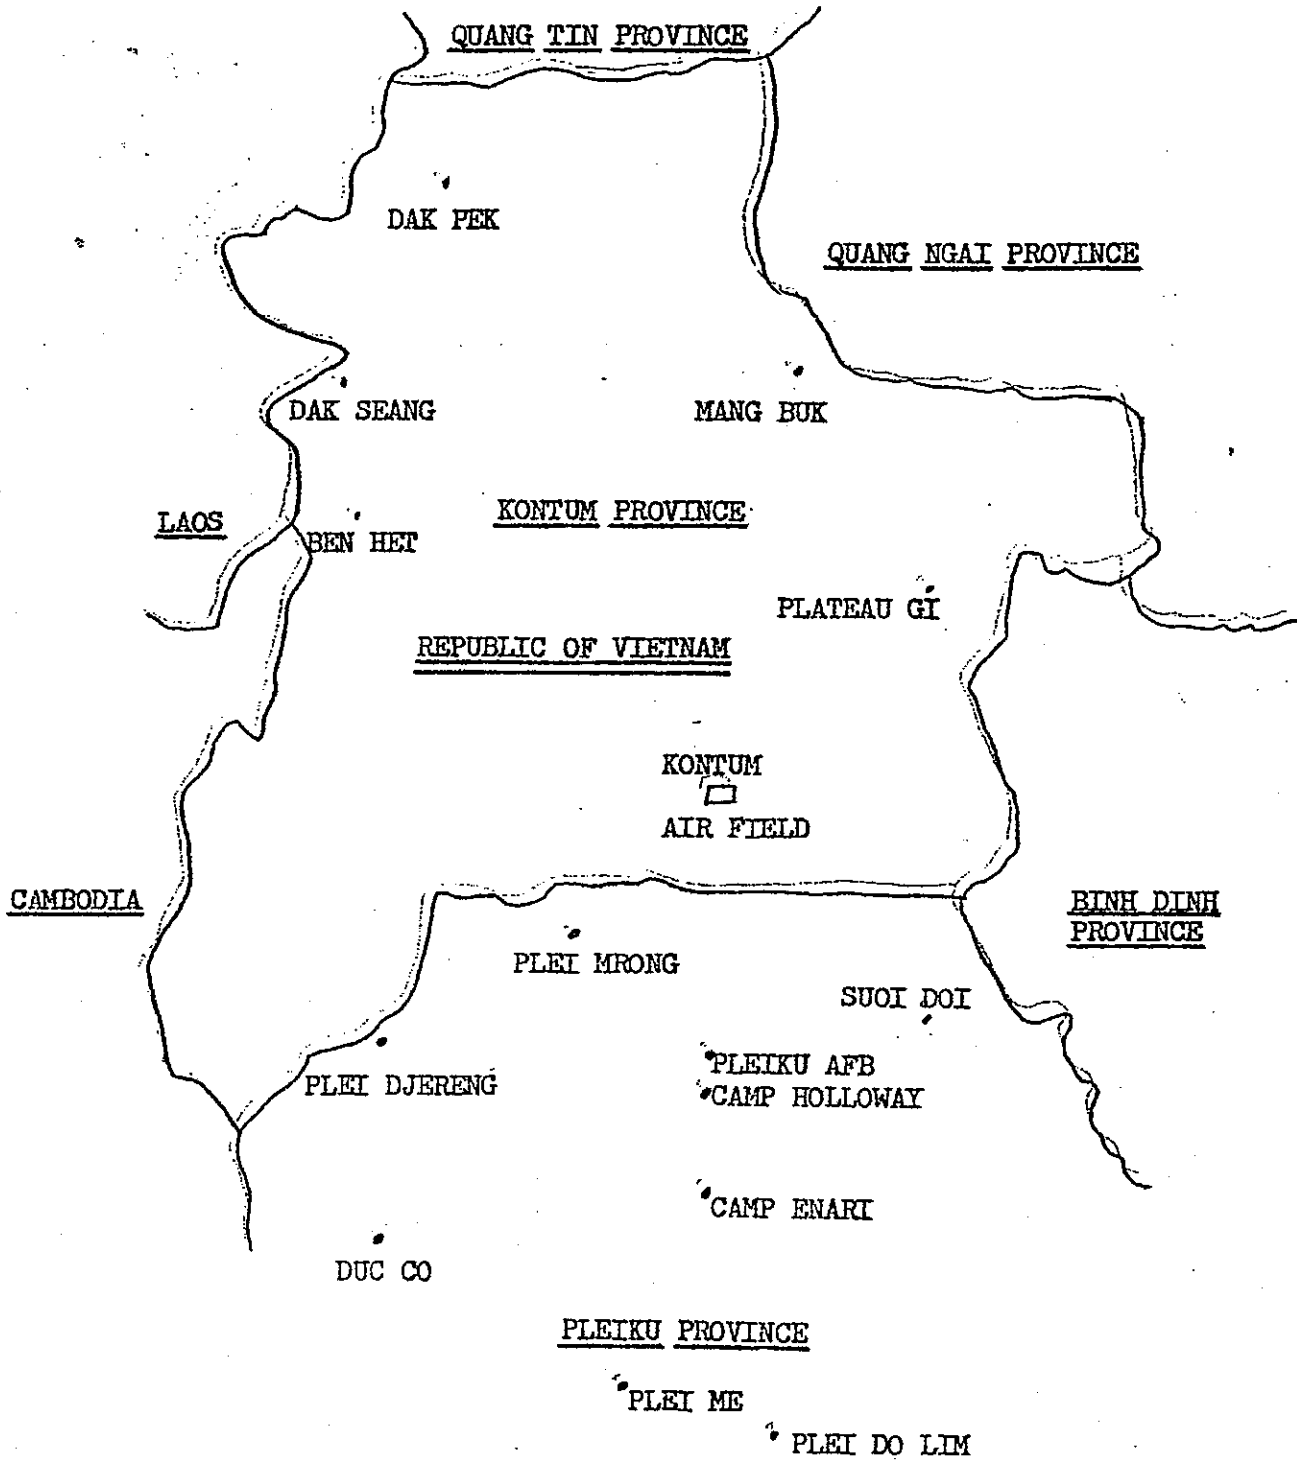 QUANG TIN PROVINCE
DAK PEK
QUANG NGAI PROVINCE
DAK SEANG
MANG BUK
LAOS
KONTUM PROVINCE
BEN HET
PLATEAU GI
REPUBLIC OF VIETNAM
KONTUM
AIR FIELD
CAMBODIA
BINH DINH
PROVINCE
PLEI MRONG
SUOI DOI
PLEIKU AFB
PLEI DJERENG
CAMP HOLLOWAY
CAMP ENARI
DUC CO
PLEIKU PROVINCE
PLEI ME
PLEI DO LIM